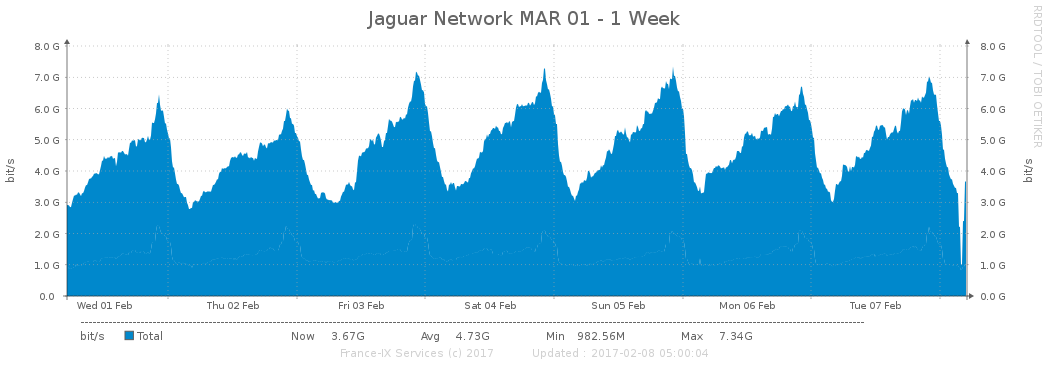 Jaguar Network MAR 01 - 1 Week
RRDTOOL / TOBI OETIKER
8.0 G 8.0 G
7.0 G 7.0 G
6.0 G 6.0 G
5.0 G 5.0 G
4.0 G 4.0 G
3.0 G 3.0 G
2.0 G 2.0 G
1.0 G 1.0 G
0.0 0.0 G
bit/s
bit/s
Wed 01 Feb Thu 02 Feb Fri 03 Feb Sat 04 Feb Sun 05 Feb Mon 06 Feb Tue 07 Feb
bit/s Total Now 3.67G Avg 4.73G Min 982.56M Max 7.34G
France-IX Services (c) 2017 Updated : 2017-02-08 05:00:04